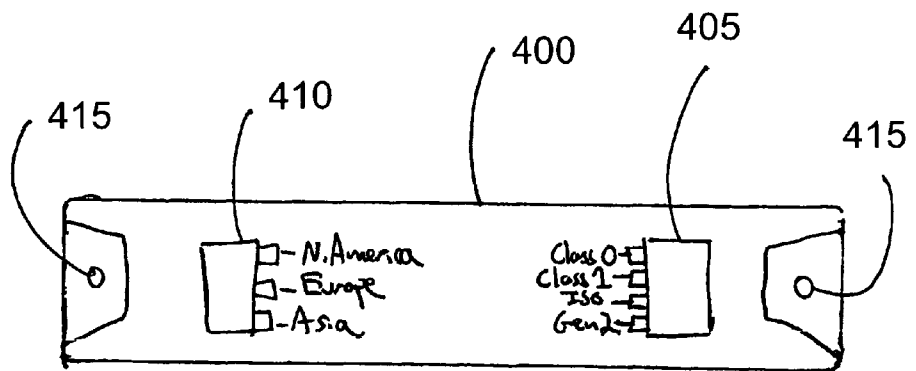 405
400
410
415
415
N.America
Europe
Asia
Class 0
Class 1
ISO
Gen2